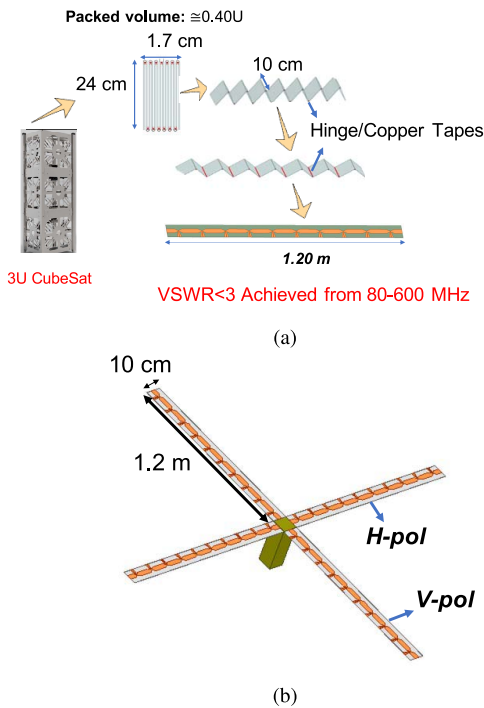 Packed volume: ≅0.40U
1.7 cm
24 cm
10 cm
Hinge/Copper Tapes
1.20 m
3U CubeSat
VSWR<3 Achieved from 80-600 MHz
(a)
10 cm
1.2 m
H-pol
V-pol
(b)